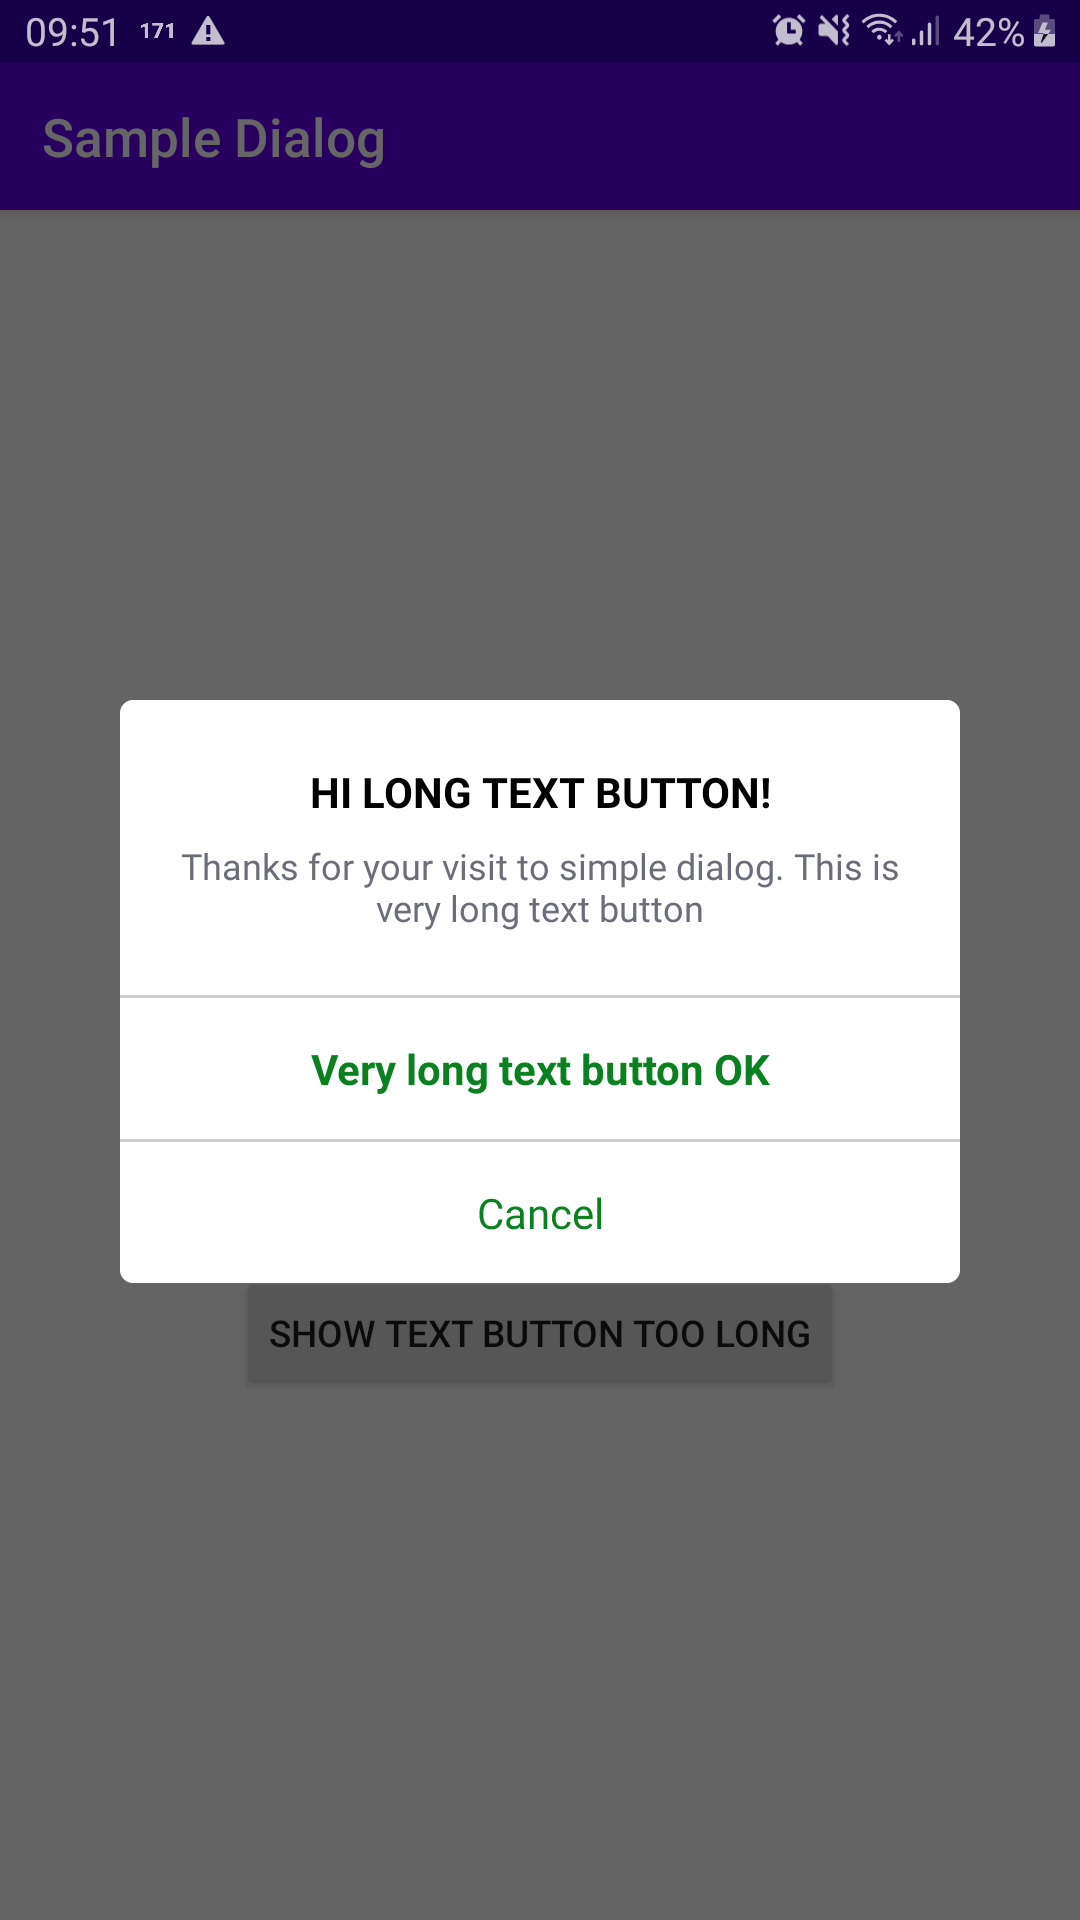 09:51 171 42%
Sample Dialog
HI LONG TEXT BUTTON!
Thanks for your visit to simple dialog. This is
very long text button
Very long text button OK
Cancel
SHOW TEXT BUTTON TOO LONG